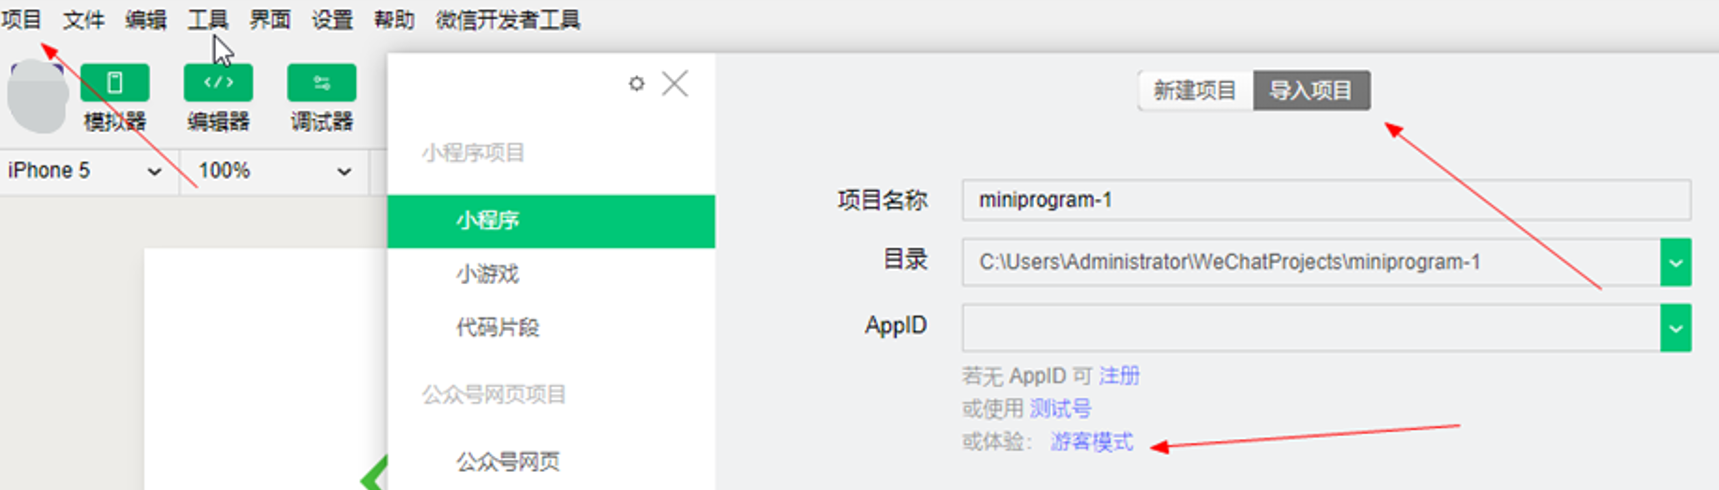 项目 文件 编辑 工具 界面 设置 帮助 微信开发者工具
模拟器 编辑器 调试器
iPhone 5 100%
小程序项目
小程序
小游戏
代码片段
公众号网页项目
公众号网页
新建项目 导入项目
项目名称 miniprogram-1
目录 C:\Users\Administrator\WeChatProjects\miniprogram-1
AppID
若无 AppID 可 注册
或使用 测试号
或体验： 游客模式